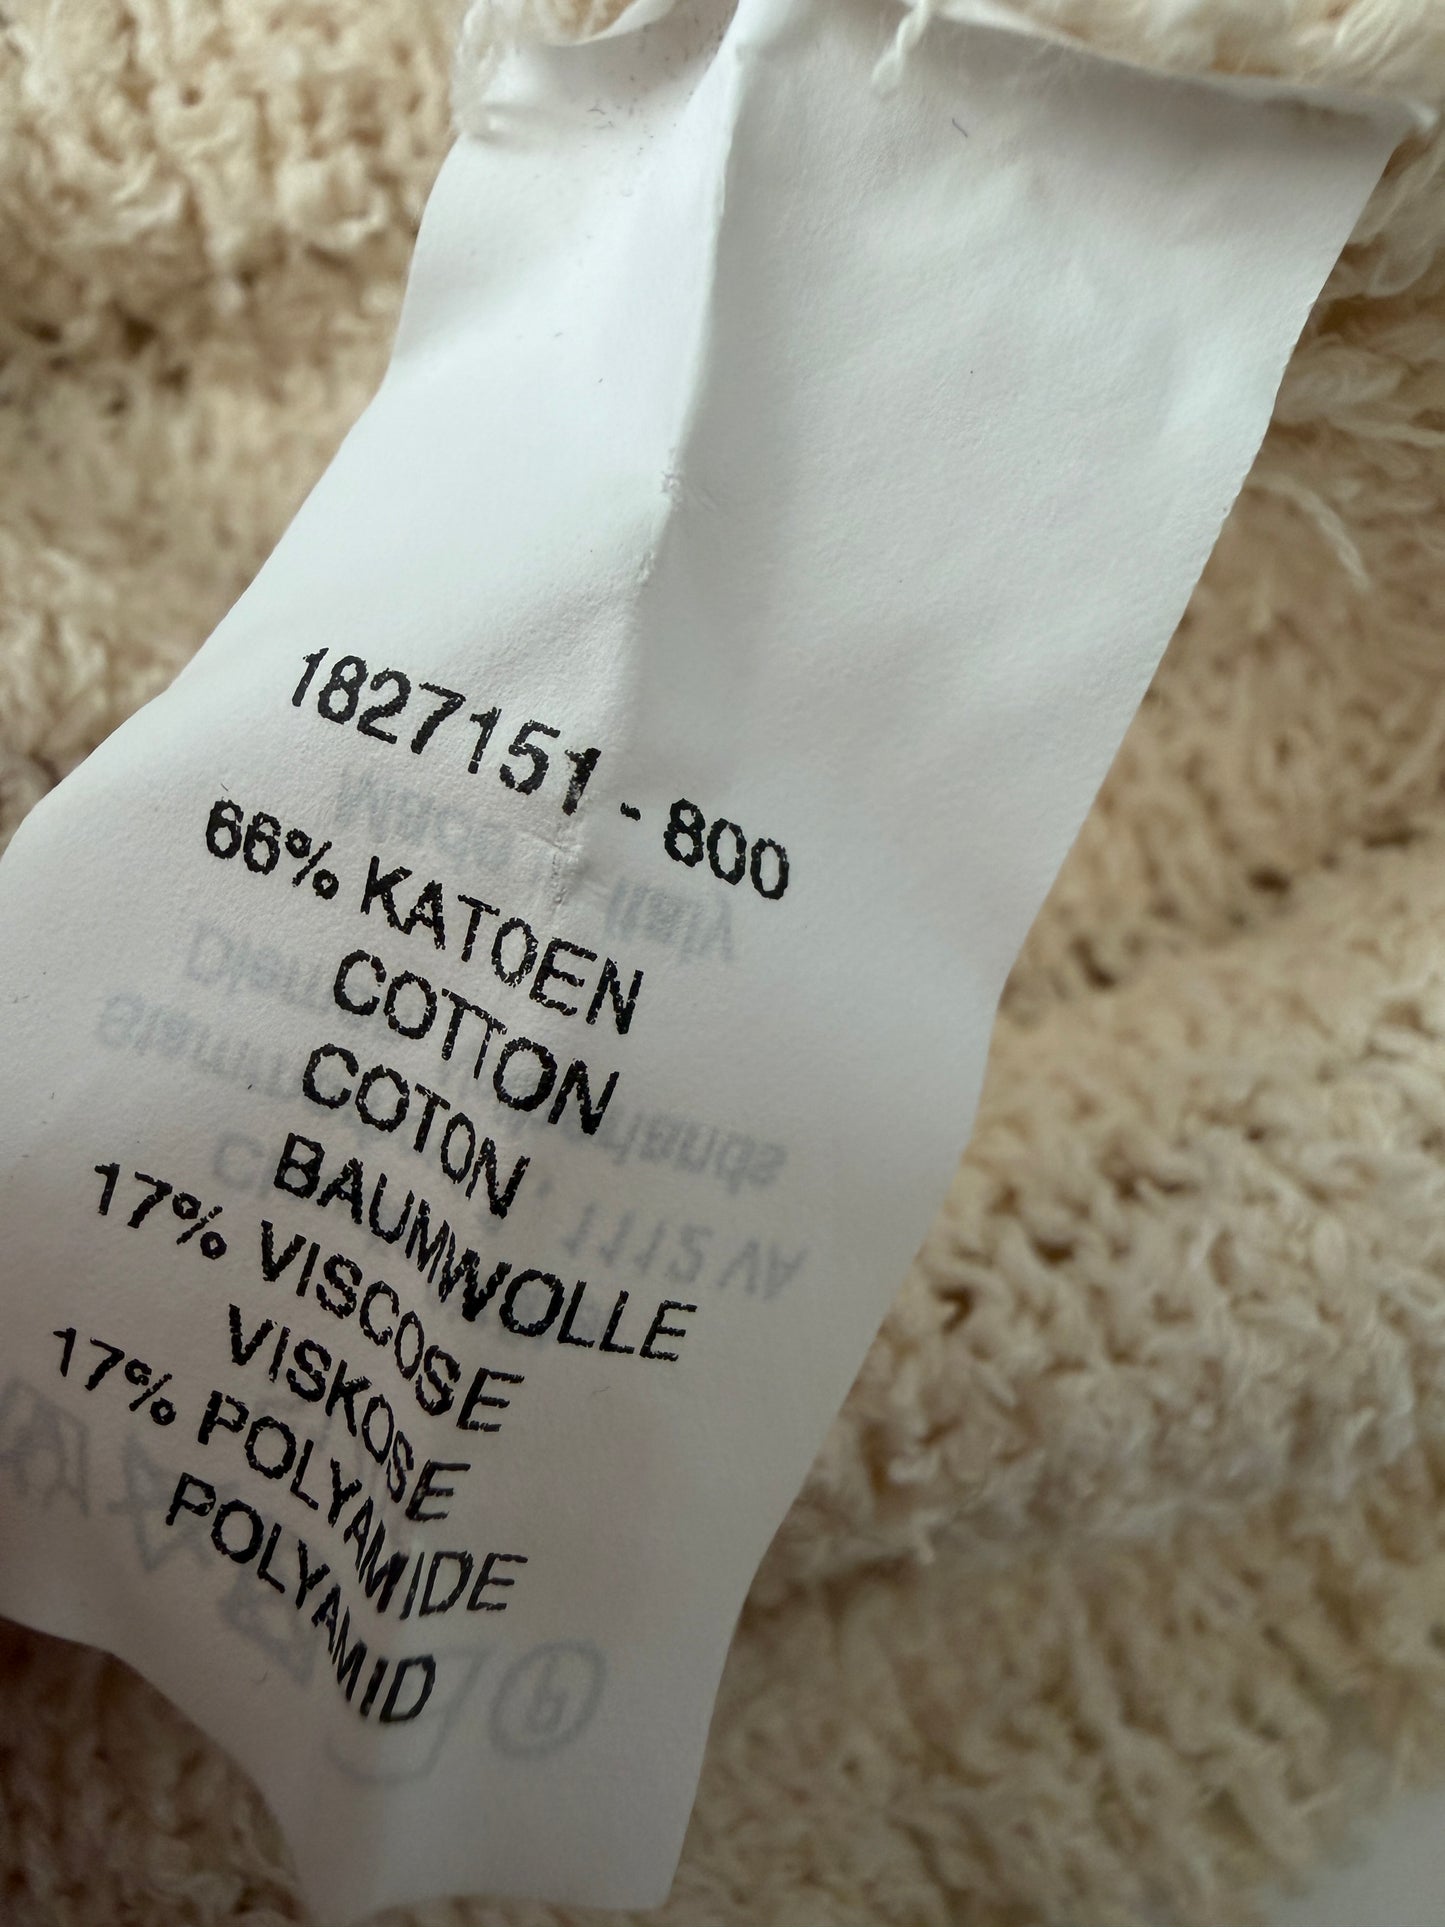 1827151 - 800
66% KATOEN
COTTON
COTON
BAUMWOLLE
17% VISCOSE
VISKOSE
17% POLYAMIDE
POLYAMID